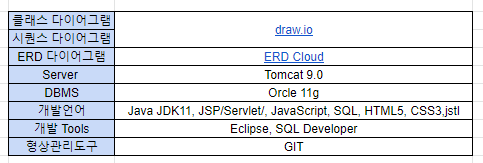 클래스 다이어그램
시퀀스 다이어그램
draw.io
ERD 다이어그램 ERD Cloud
Server Tomcat 9.0
DBMS Orcle 11g
개발언어 Java JDK11, JSP/Servlet/, JavaScript, SQL, HTML5, CSS3,jstl
개발 Tools Eclipse, SQL Developer
형상관리도구 GIT